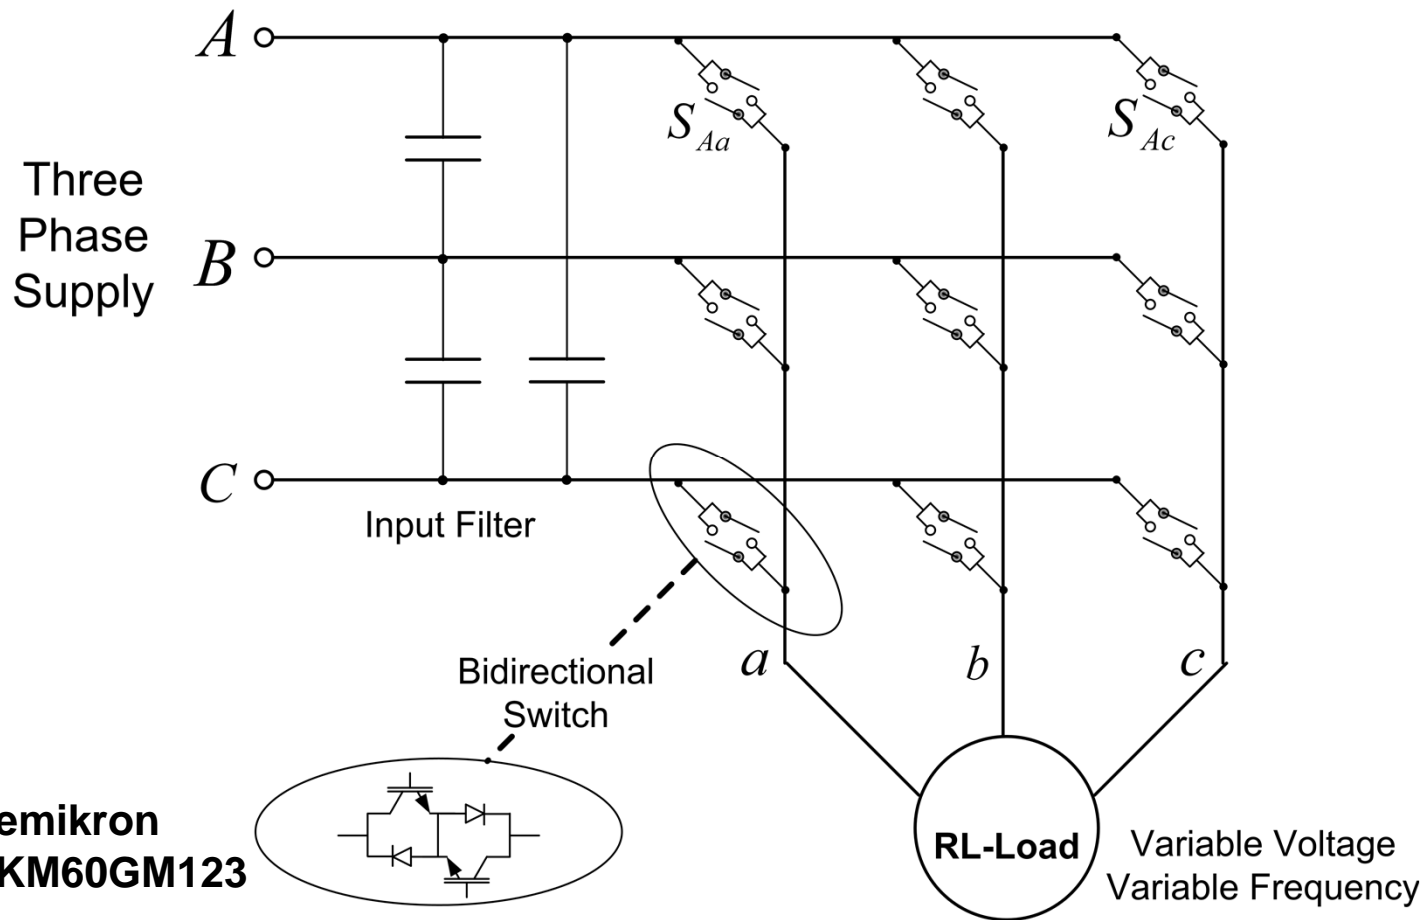 A
S Aa
S Ac
Three
Phase
Supply
B
C
Input Filter
a
b
c
Bidirectional
Switch
emikron
KM60GM123
RL-Load
Variable Voltage
Variable Frequency